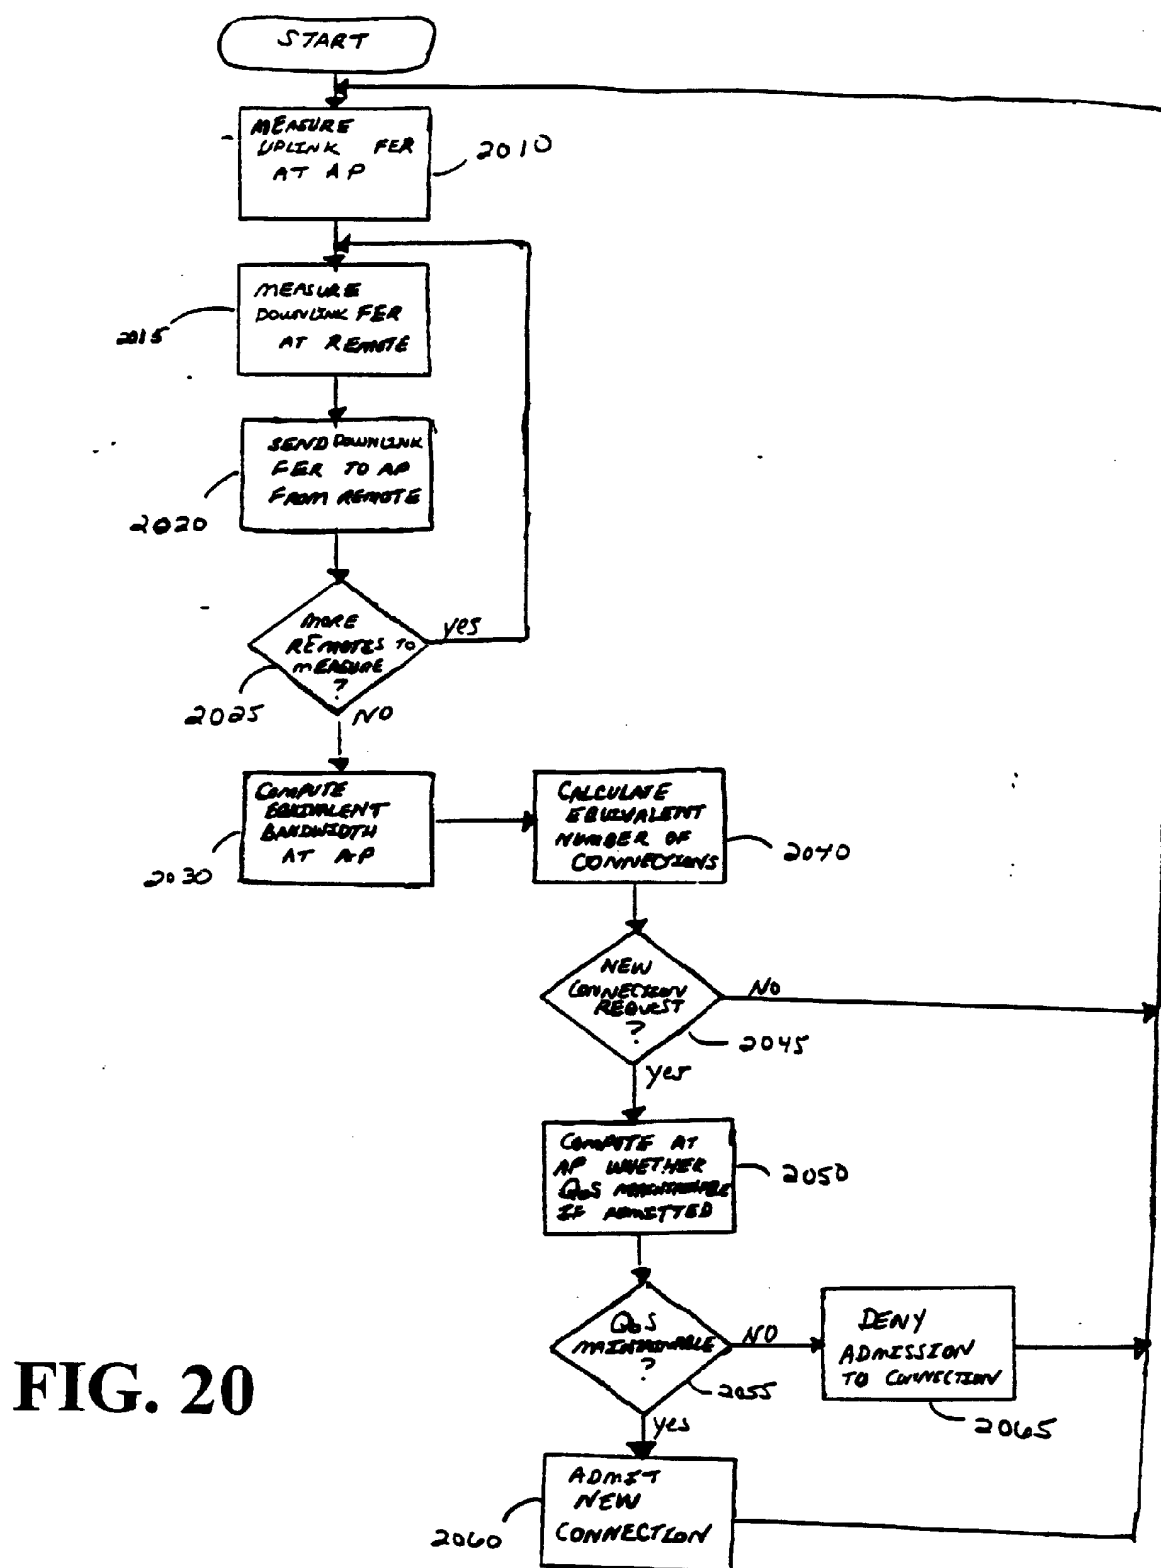 START
MEASURE
UPLINK FER
AT AP
2010
MEASURE
DOWNLINK FER
AT REMOTE
2015
SEND DOWNLINK
FER TO AP
FROM REMOTE
2020
MORE
REMOTES TO
MEASURE
?
yes
2025
NO
COMPUTE
EQUIVALENT
BANDWIDTH
AT AP
2030
CALCULATE
EQUIVALENT
NUMBER OF
CONNECTIONS
2040
NEW
CONNECTION
REQUEST
?
NO
2045
yes
COMPUTE AT
AP WHETHER
QoS MAINTAINABLE
IF ADMITTED
2050
QoS
MAINTAINABLE
?
NO
2055
yes
DENY
ADMISSION
TO CONNECTION
2065
ADMIT
NEW
CONNECTION
2060
FIG. 20